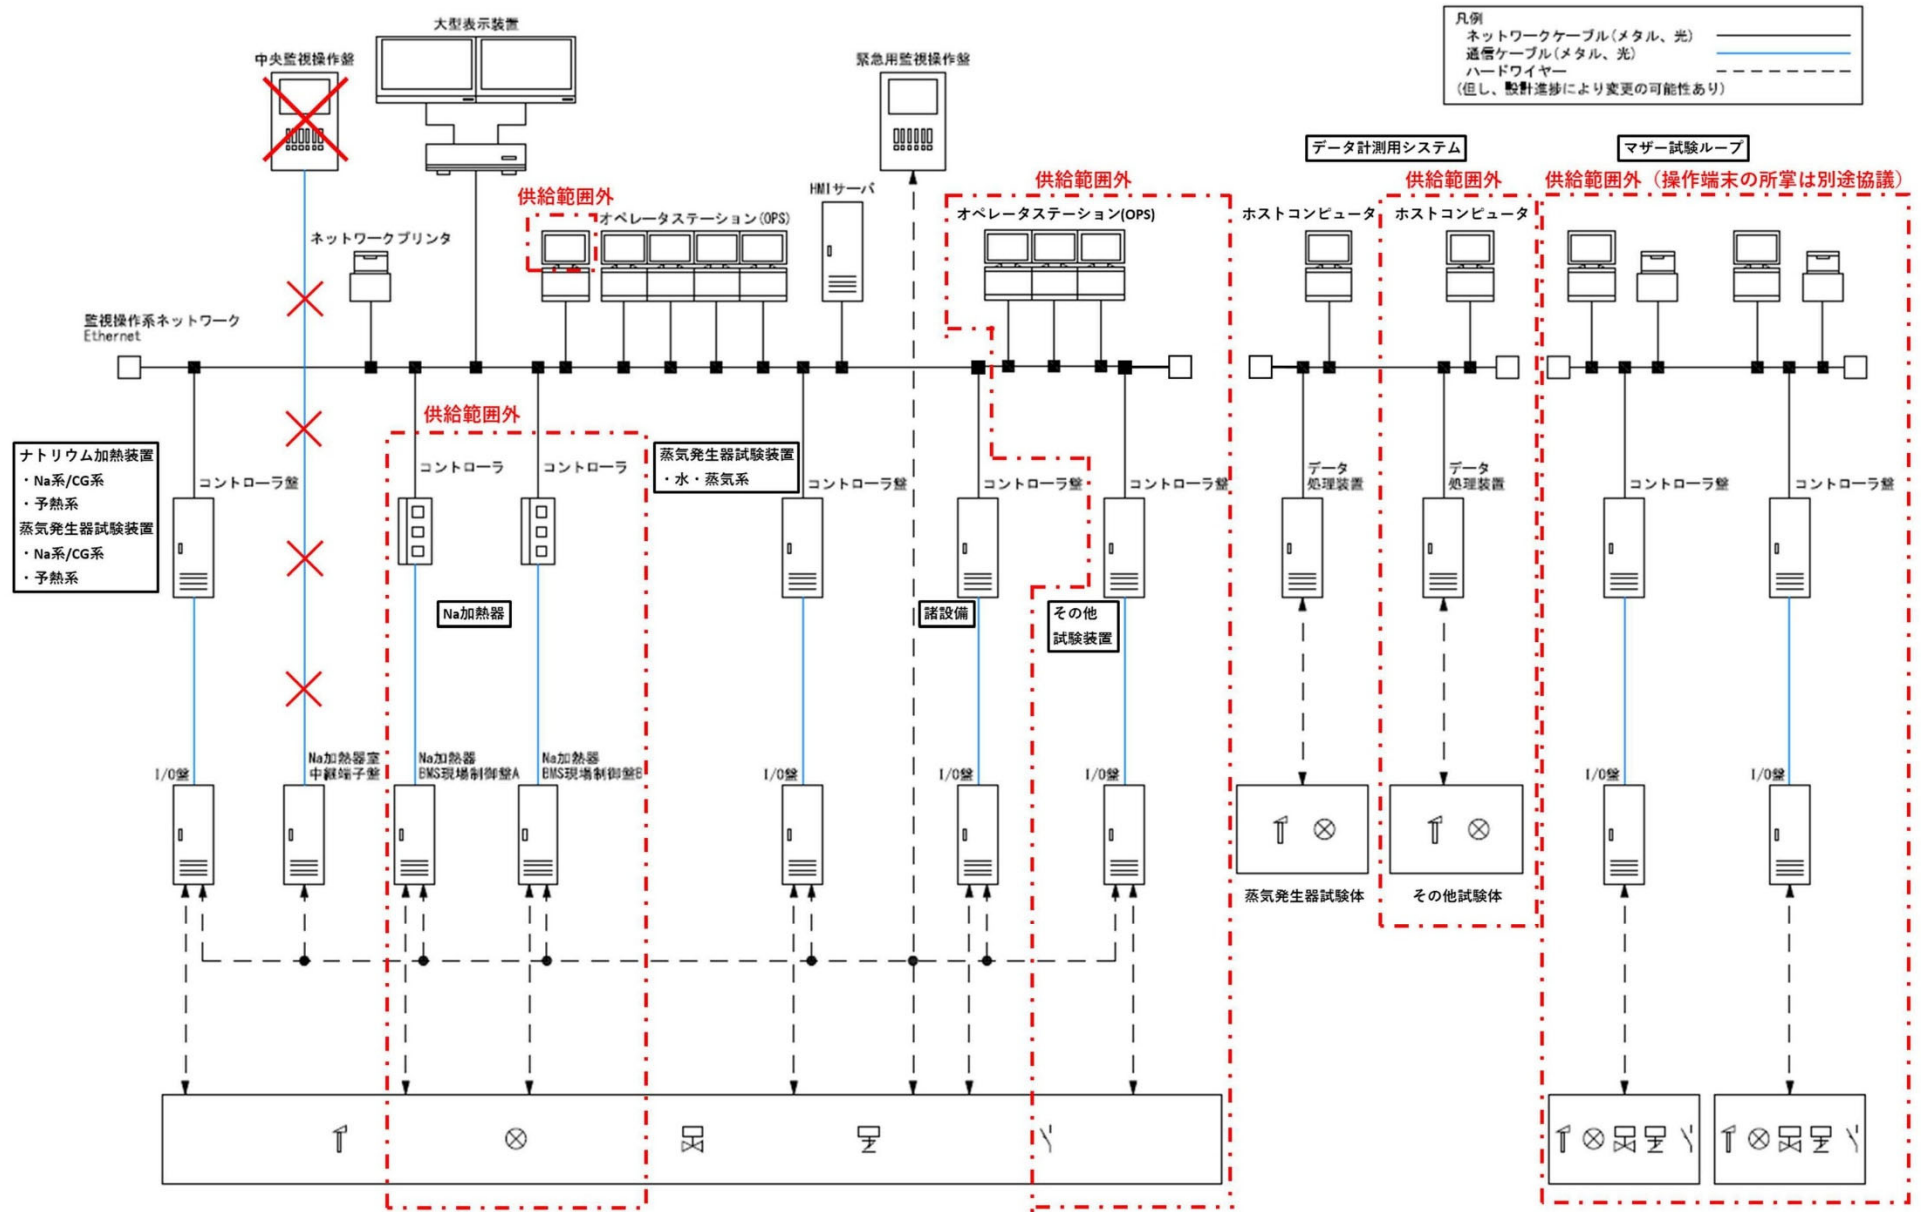 凡例
ネットワークケーブル(メタル、光)
通信ケーブル(メタル、光)
ハードワイヤー
(但し、設計進捗により変更の可能性あり)
大型表示装置
中央監視操作盤
緊急用監視操作盤
データ計測用システム
マザー試験ループ
供給範囲外
供給範囲外
供給範囲外
供給範囲外(操作端末の所掌は別途協議)
HMIサーバ
オペレータステーション(OPS)
オペレータステーション(OPS)
ホストコンピュータ
ホストコンピュータ
ネットワークプリンタ
監視操作系ネットワーク
Ethernet
供給範囲外
ナトリウム加熱装置
・Na系/CG系
・予熱系
蒸気発生器試験装置
・Na系/CG系
・予熱系
コントローラ盤
コントローラ
コントローラ
蒸気発生器試験装置
・水・蒸気系
コントローラ盤
コントローラ盤
コントローラ盤
データ
処理装置
データ
処理装置
コントローラ盤
コントローラ盤
Na加熱器
諸設備
その他
試験装置
I/O盤
Na加熱器室
中継端子盤
Na加熱器
BMS現場制御盤A
Na加熱器
BMS現場制御盤B
I/O盤
I/O盤
I/O盤
I/O盤
I/O盤
蒸気発生器試験体
その他試験体